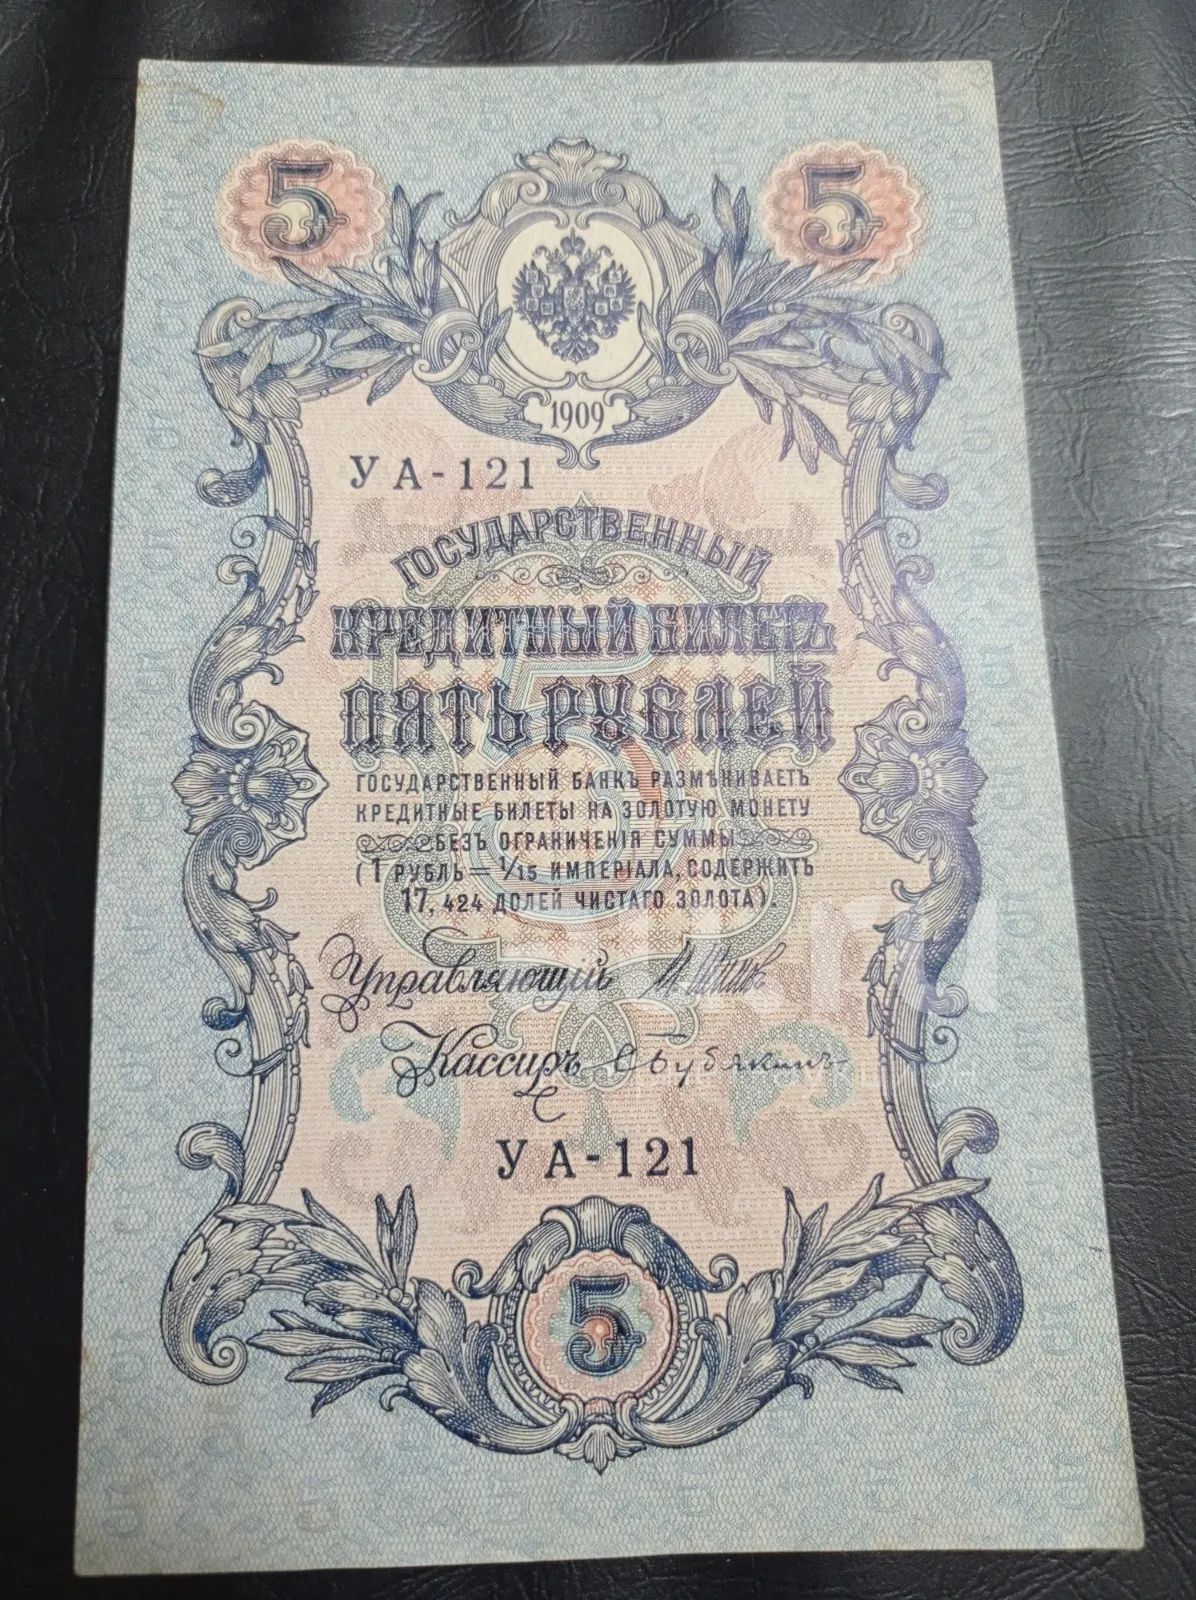 5 5
1909
УА-121
ГОСУДАРСТВЕННЫЙ
КРЕДИТНЫЙ БИЛЕТЪ
ПЯТЬ РУБЛЕЙ
ГОСУДАРСТВЕННЫЙ БАНКЪ РАЗМѢНИВАЕТЪ
КРЕДИТНЫЕ БИЛЕТЫ НА ЗОЛОТУЮ МОНЕТУ
БЕЗЪ ОГРАНИЧЕНІЯ СУММЫ
(1 РУБЛЬ = 1/15 ИМПЕРІАЛА, СОДЕРЖИТЪ
17, 424 ДОЛЕЙ ЧИСТАГО ЗОЛОТА).
Управляющій
Кассиръ
УА-121
5